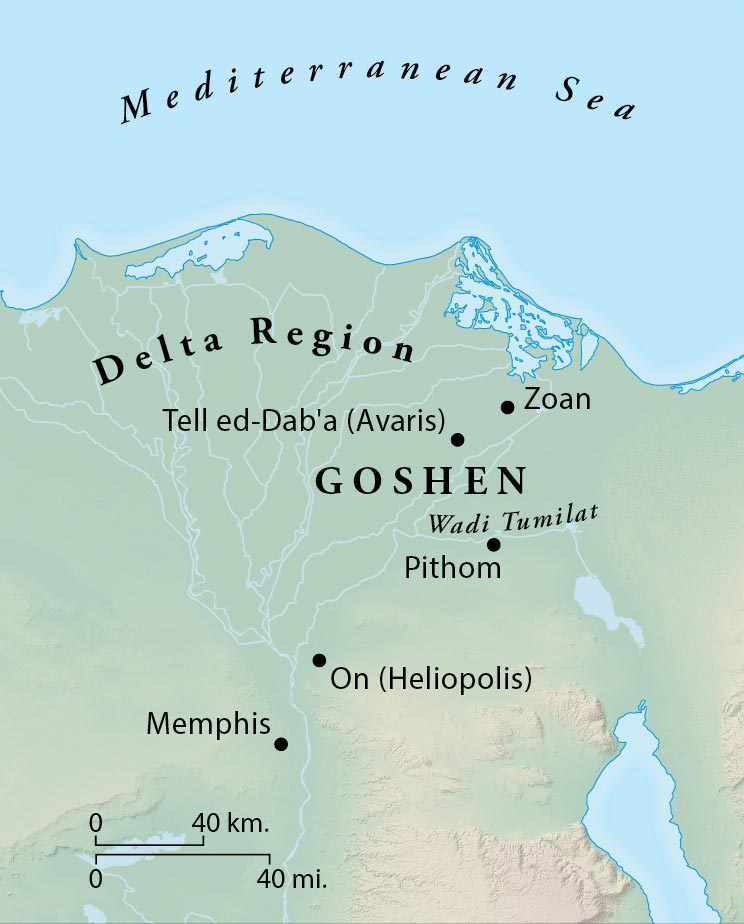 Mediterranean Sea
Delta Region
Zoan
Tell ed-Dab'a (Avaris)
GOSHEN
Wadi Tumilat
Pithom
On (Heliopolis)
Memphis
0 40 km.
0 40 mi.